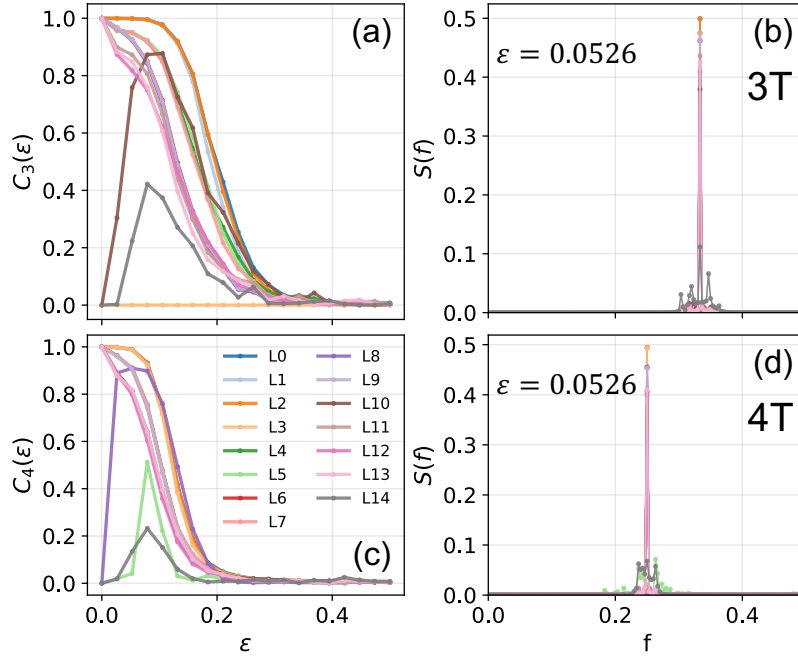 1.0
0.8
0.6
0.4
0.2
0.0
C₃(ε)
(a)
0.5
0.4
0.3
0.2
0.1
0.0
S(f)
ε = 0.0526
(b)
3T
1.0
0.8
0.6
0.4
0.2
0.0
C₄(ε)
L0
L1
L2
L3
L4
L5
L6
L7
L8
L9
L10
L11
L12
L13
L14
(c)
0.0 0.2 0.4
ε
0.5
0.4
0.3
0.2
0.1
0.0
S(f)
ε = 0.0526
(d)
4T
0.0 0.2 0.4
f